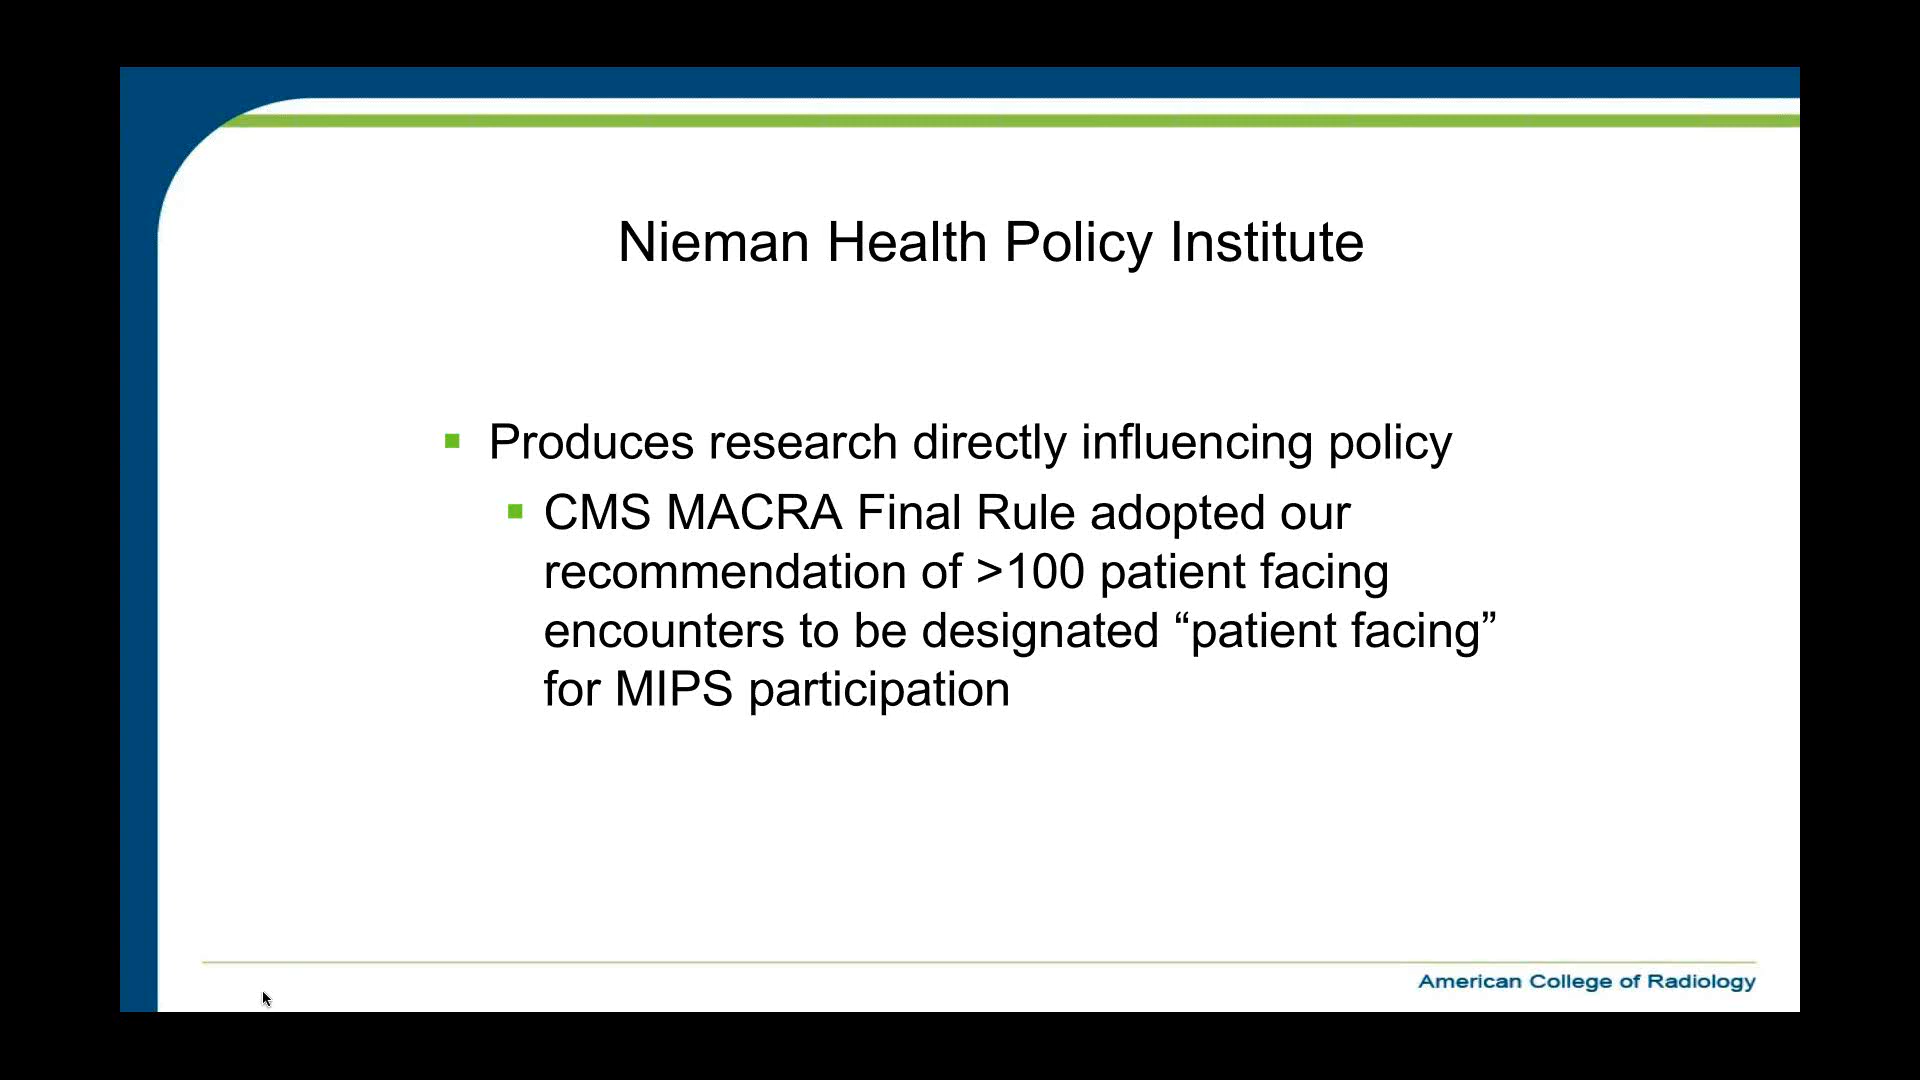 Nieman Health Policy Institute
Produces research directly influencing policy
CMS MACRA Final Rule adopted our
recommendation of >100 patient facing
encounters to be designated “patient facing”
for MIPS participation
American College of Radiology